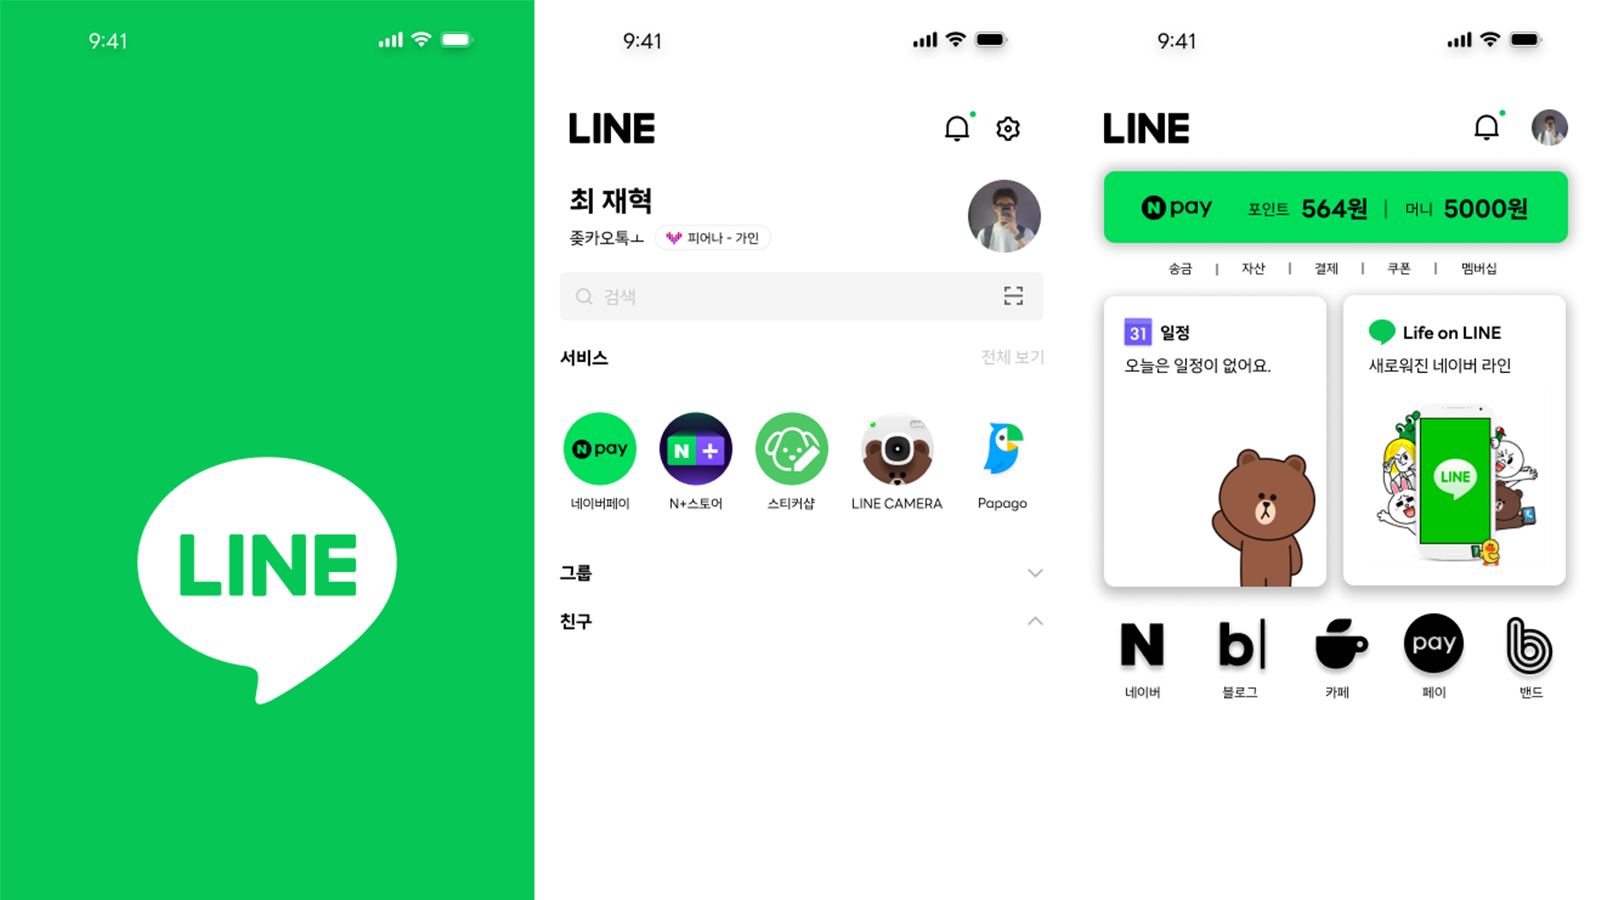 9:41
LINE
9:41
LINE
최 재혁
좆카오톡ㅗ
피어나 - 가인
검색
서비스
전체 보기
N pay
N +
네이버페이
N+스토어
스티커샵
LINE CAMERA
Papago
그룹
친구
9:41
LINE
N pay 포인트 564원 | 머니 5000원
송금 | 자산 | 결제 | 쿠폰 | 멤버십
31 일정
오늘은 일정이 없어요.
Life on LINE
새로워진 네이버 라인
LINE
N
b|
pay
b
네이버
블로그
카페
페이
밴드